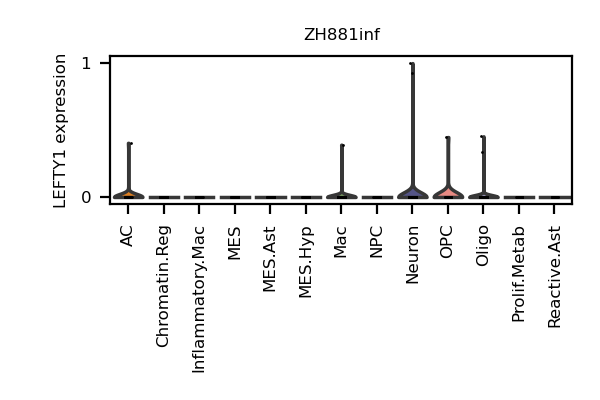 ZH881inf
LEFTY1 expression
1
0
AC
Chromatin.Reg
Inflammatory.Mac
MES
MES.Ast
MES.Hyp
Mac
NPC
Neuron
OPC
Oligo
Prolif.Metab
Reactive.Ast